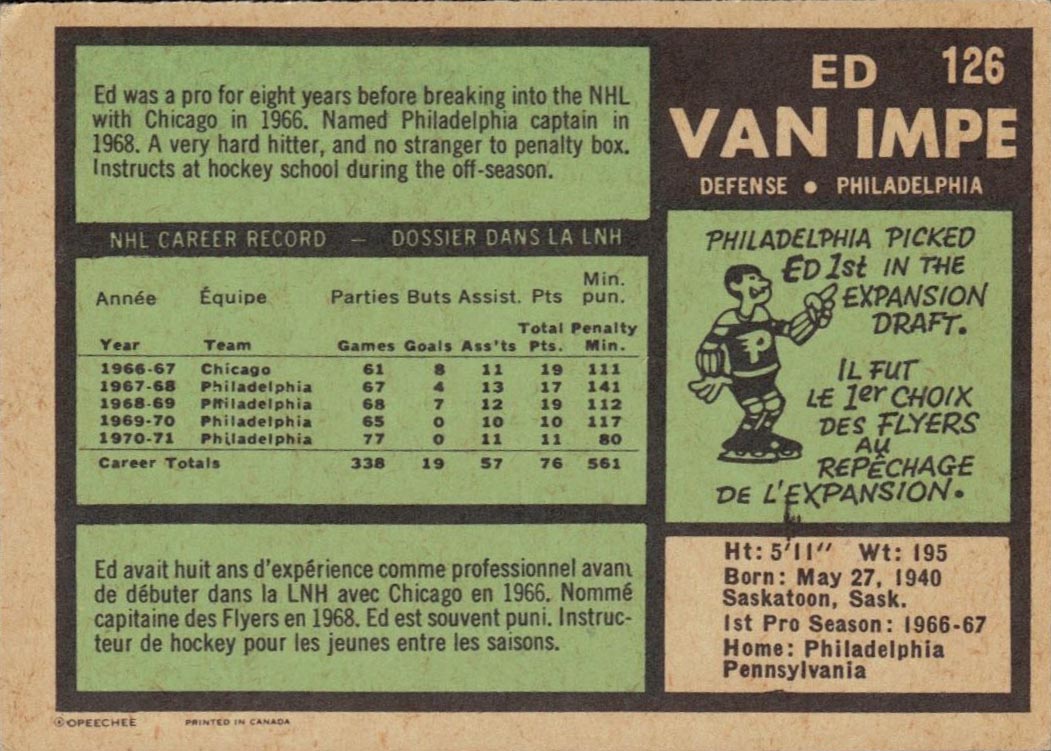 Ed was a pro for eight years before breaking into the NHL
with Chicago in 1966. Named Philadelphia captain in
1968. A very hard hitter, and no stranger to penalty box.
Instructs at hockey school during the off-season.
ED 126
VAN IMPE
DEFENSE • PHILADELPHIA
NHL CAREER RECORD — DOSSIER DANS LA LNH
Année Équipe Parties Buts Assist. Pts Min. pun.
Year Team Games Goals Ass'ts Total Pts. Penalty Min.
1966-67 Chicago 61 8 11 19 111
1967-68 Philadelphia 67 4 13 17 141
1968-69 Philadelphia 68 7 12 19 112
1969-70 Philadelphia 65 0 10 10 117
1970-71 Philadelphia 77 0 11 11 80
Career Totals 338 19 57 76 561
PHILADELPHIA PICKED
ED 1st IN THE
EXPANSION
DRAFT.
P
IL FUT
LE 1er CHOIX
DES FLYERS
AU
REPÊCHAGE
DE L'EXPANSION.
Ed avait huit ans d'expérience comme professionnel avant
de débuter dans la LNH avec Chicago en 1966. Nommé
capitaine des Flyers en 1968. Ed est souvent puni. Instruc-
teur de hockey pour les jeunes entre les saisons.
Ht: 5'11" Wt: 195
Born: May 27, 1940
Saskatoon, Sask.
1st Pro Season: 1966-67
Home: Philadelphia
Pennsylvania
©OPEECHEE PRINTED IN CANADA